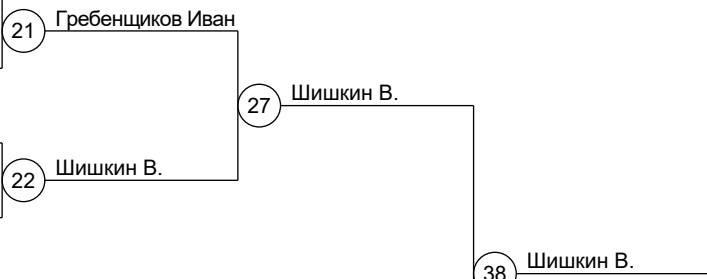 21 Гребенщиков Иван
27 Шишкин В.
22 Шишкин В.
38 Шишкин В.